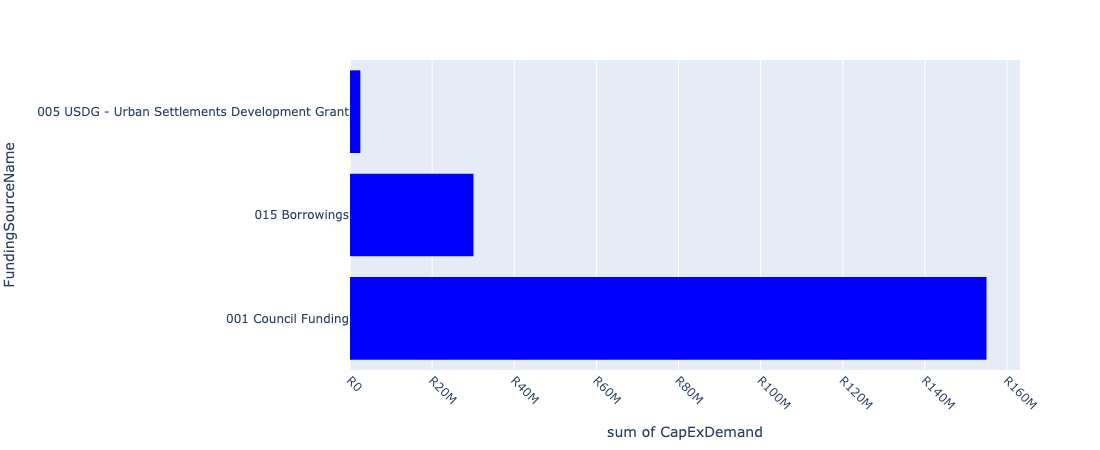 FundingSourceName
005 USDG - Urban Settlements Development Grant
015 Borrowings
001 Council Funding
R0
R20M
R40M
R60M
R80M
R100M
R120M
R140M
R160M
sum of CapExDemand